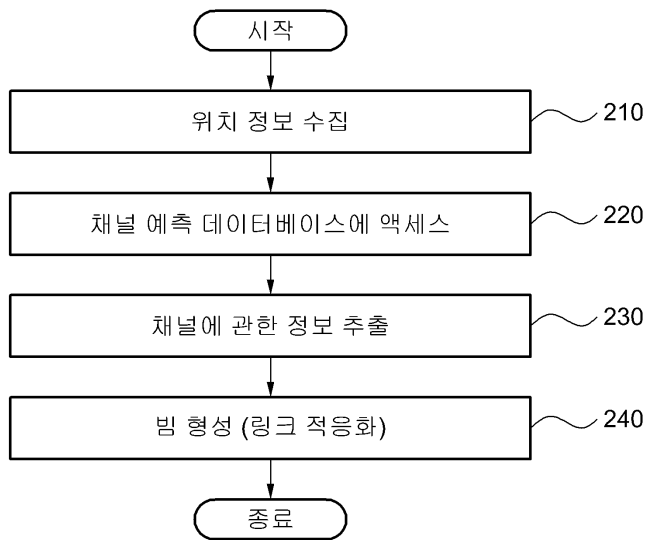 시작
위치 정보 수집
210
채널 예측 데이터베이스에 액세스
220
채널에 관한 정보 추출
230
빔 형성 (링크 적응화)
240
종료